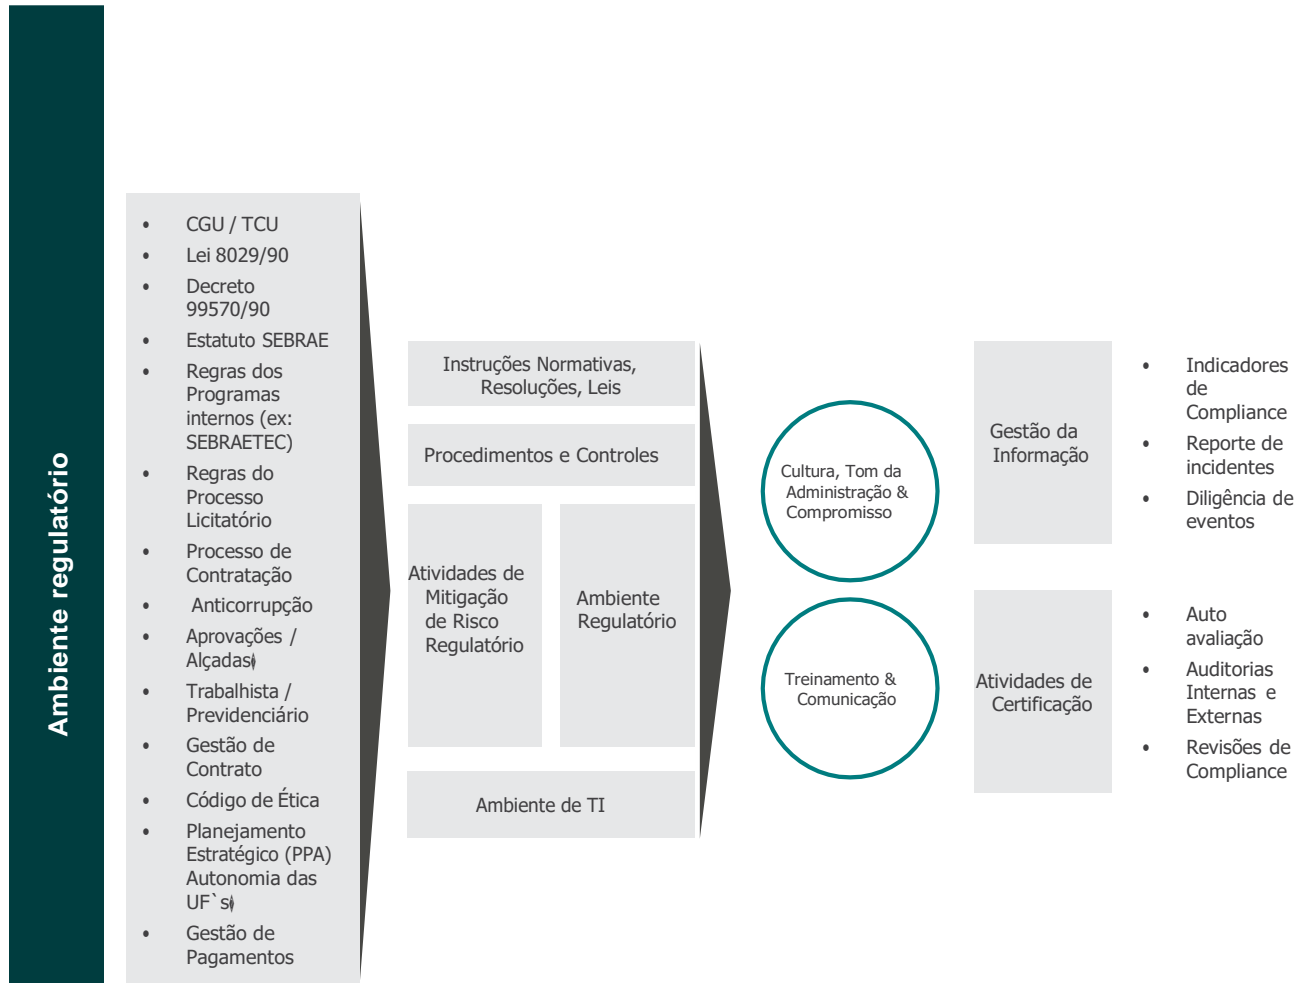 Ambiente regulatório
• CGU / TCU
• Lei 8029/90
• Decreto
99570/90
• Estatuto SEBRAE
• Regras dos
Programas
internos (ex:
SEBRAETEC)
• Regras do
Processo
Licitatório
• Processo de
Contratação
• Anticorrupção
• Aprovações /
Alçadas
• Trabalhista /
Previdenciário
• Gestão de
Contrato
• Código de Ética
• Planejamento
Estratégico (PPA)
Autonomia das
UF`s
• Gestão de
Pagamentos
Instruções Normativas,
Resoluções, Leis
Procedimentos e Controles
Atividades de
Mitigação
de Risco
Regulatório
Ambiente
Regulatório
Ambiente de TI
Cultura, Tom da
Administração &
Compromisso
Treinamento &
Comunicação
Gestão da
Informação
• Indicadores
de
Compliance
• Reporte de
incidentes
• Diligência de
eventos
Atividades de
Certificação
• Auto
avaliação
• Auditorias
Internas e
Externas
• Revisões de
Compliance